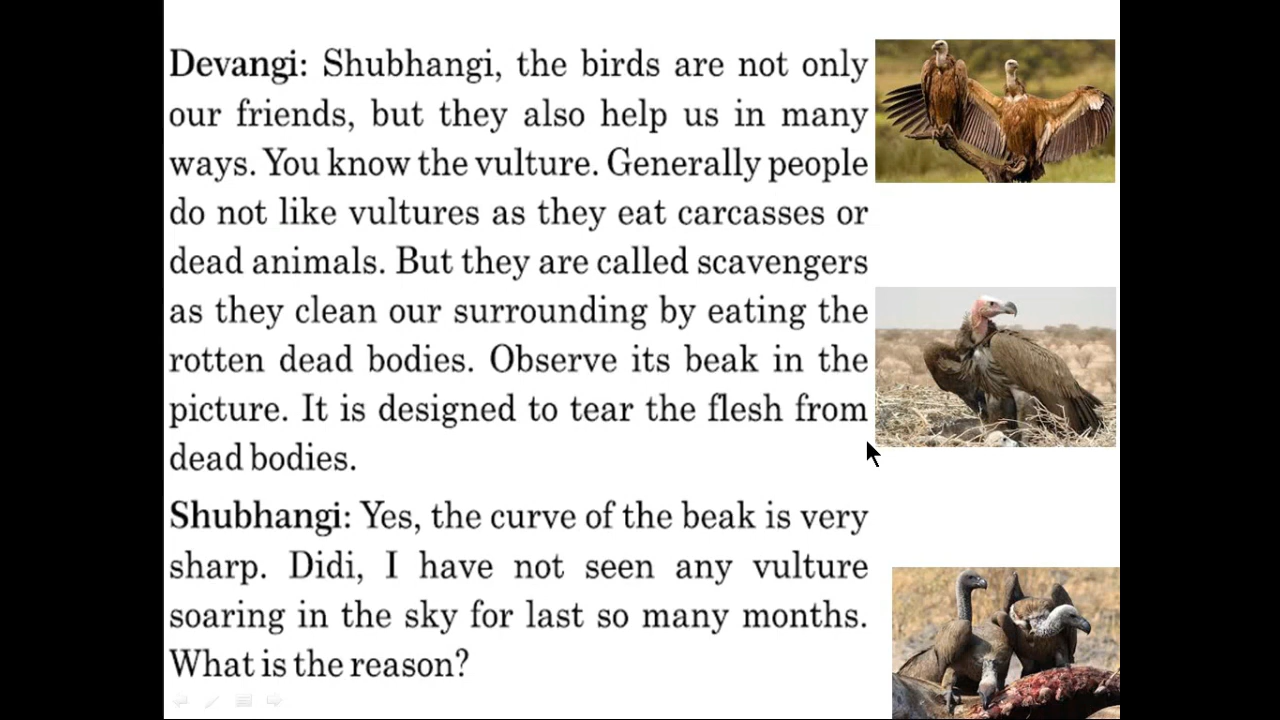 Devangi: Shubhangi, the birds are not only
our friends, but they also help us in many
ways. You know the vulture. Generally people
do not like vultures as they eat carcasses or
dead animals. But they are called scavengers
as they clean our surrounding by eating the
rotten dead bodies. Observe its beak in the
picture. It is designed to tear the flesh from
dead bodies.
Shubhangi: Yes, the curve of the beak is very
sharp. Didi, I have not seen any vulture
soaring in the sky for last so many months.
What is the reason?